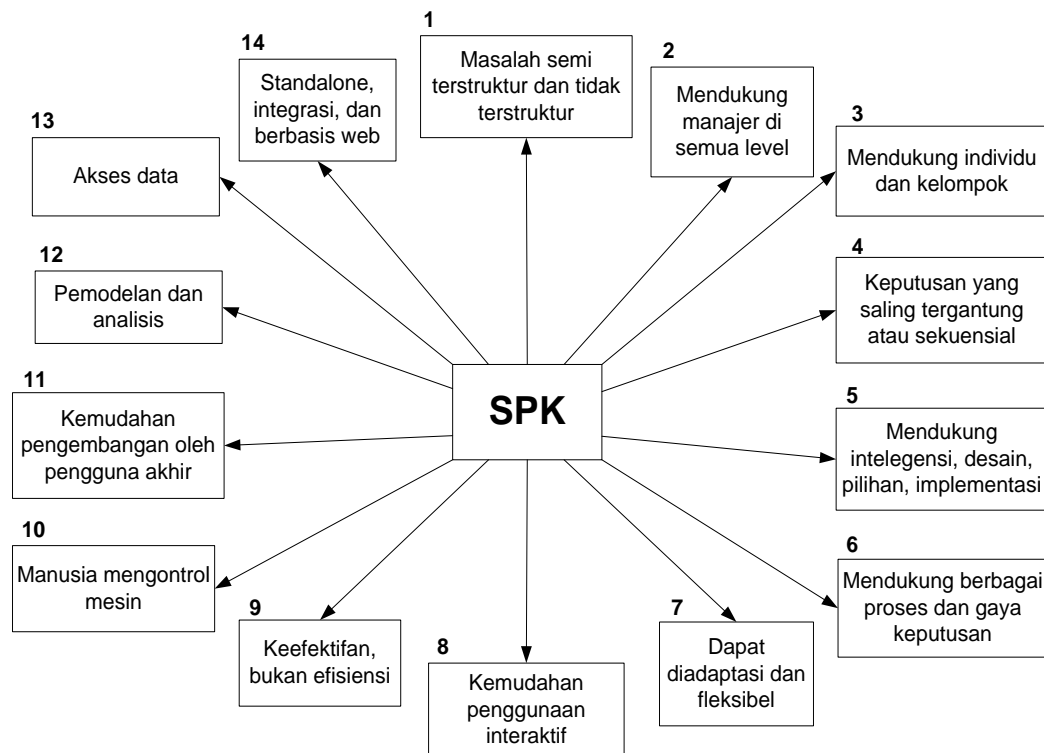 1
Masalah semi
terstruktur dan tidak
terstruktur
2
Mendukung
manajer di
semua level
3
Mendukung individu
dan kelompok
4
Keputusan yang
saling tergantung
atau sekuensial
5
Mendukung
intelegensi, desain,
pilihan, implementasi
6
Mendukung berbagai
proses dan gaya
keputusan
7
Dapat
diadaptasi dan
fleksibel
8
Kemudahan
penggunaan
interaktif
9
Keefektifan,
bukan efisiensi
10
Manusia mengontrol
mesin
11
Kemudahan
pengembangan oleh
pengguna akhir
12
Pemodelan dan
analisis
13
Akses data
14
Standalone,
integrasi, dan
berbasis web
SPK